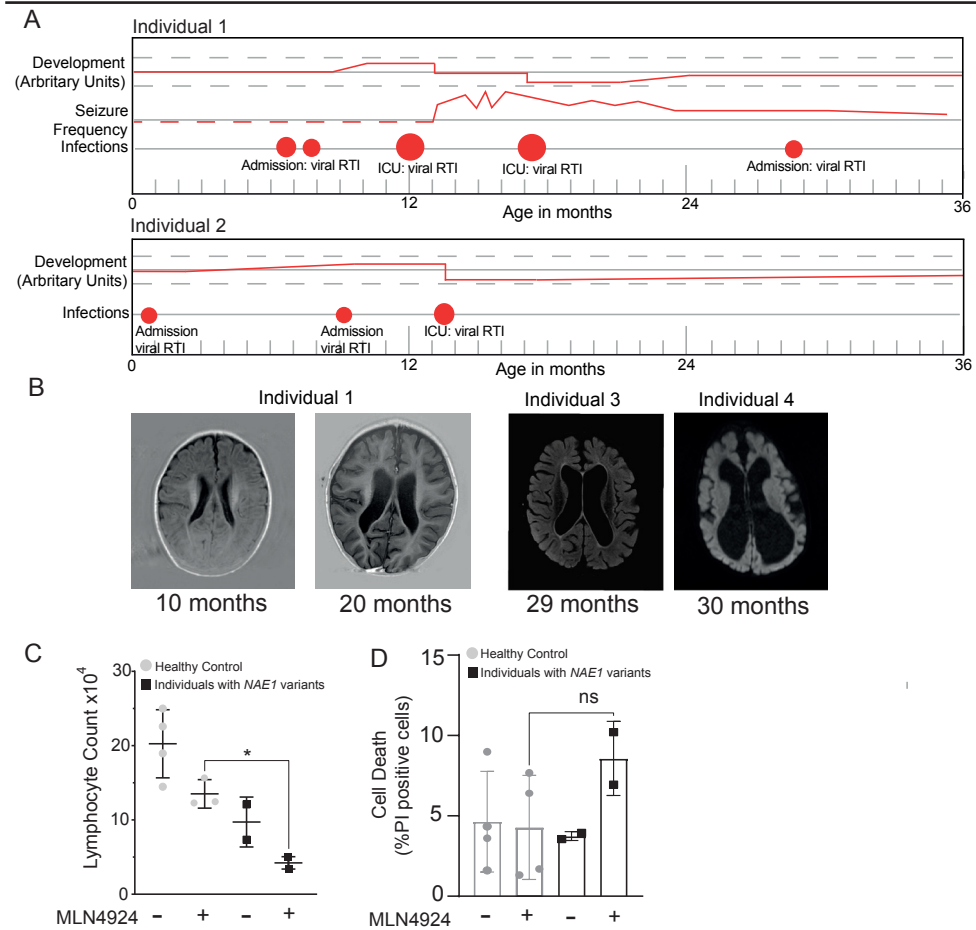 A
Individual 1
Development
(Arbritary Units)
Seizure
Frequency
Infections
Admission: viral RTI
ICU: viral RTI
ICU: viral RTI
Admission: viral RTI
0
12
24
36
Age in months
Individual 2
Development
(Arbritary Units)
Infections
Admission
viral RTI
Admission
viral RTI
ICU: viral RTI
0
12
24
36
Age in months
B
Individual 1
Individual 3
Individual 4
10 months
20 months
29 months
30 months
C
Healthy Control
Individuals with NAE1 variants
Lymphocyte Count x10⁴
30
20
10
0
*
MLN4924
− + − +
D
Healthy Control
Individuals with NAE1 variants
Cell Death
(%PI positive cells)
15
10
5
0
ns
MLN4924
− + − +